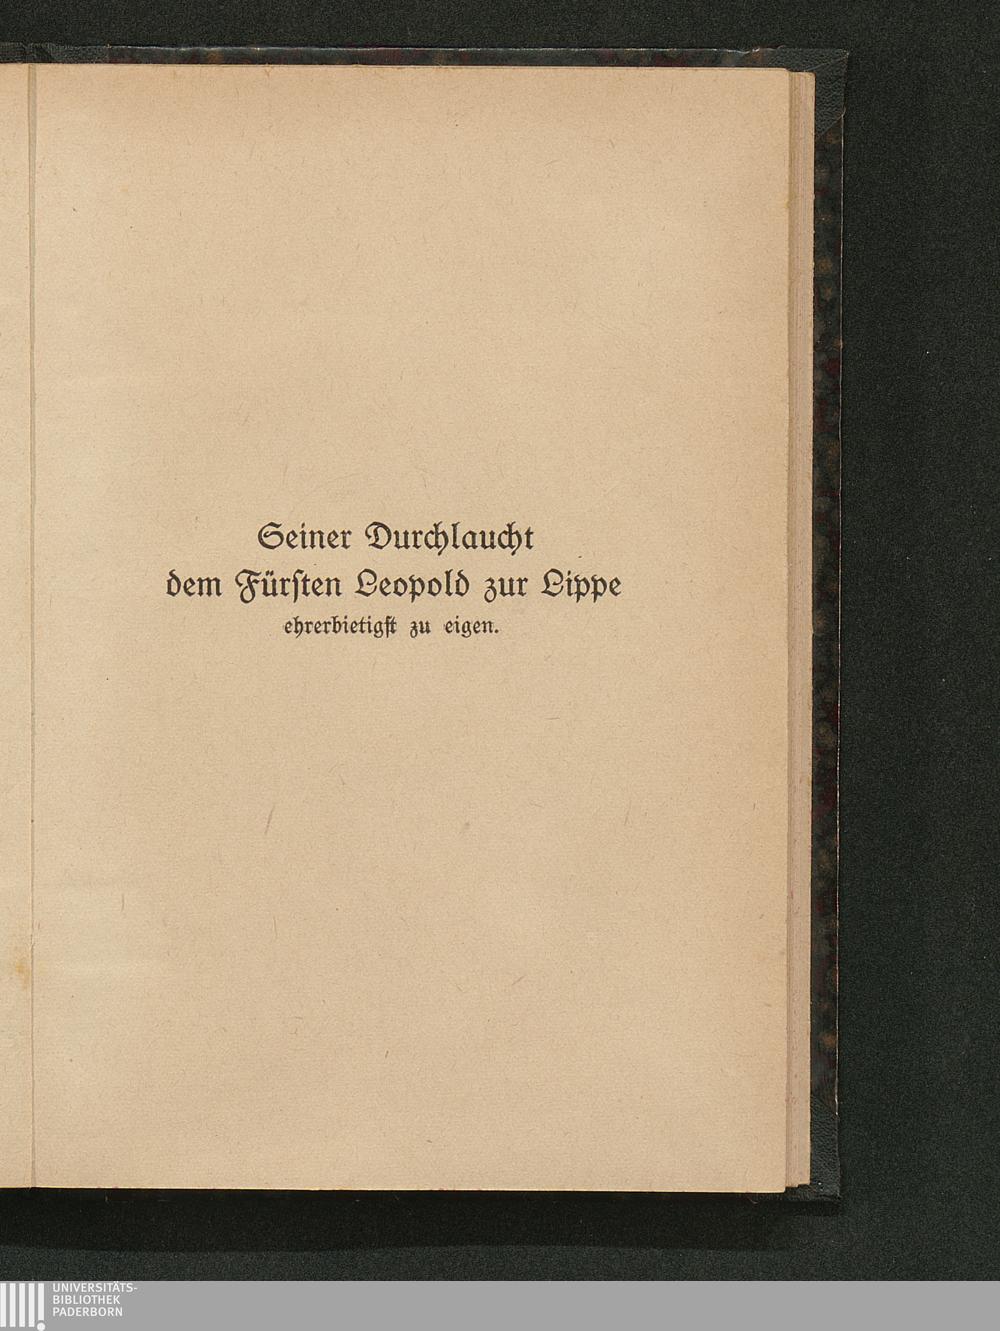 Seiner Durchlaucht
dem Fürſten Leopold zur Lippe
ehrerbietigſt zu eigen.
UNIVERSITÄTS-
BIBLIOTHEK
PADERBORN